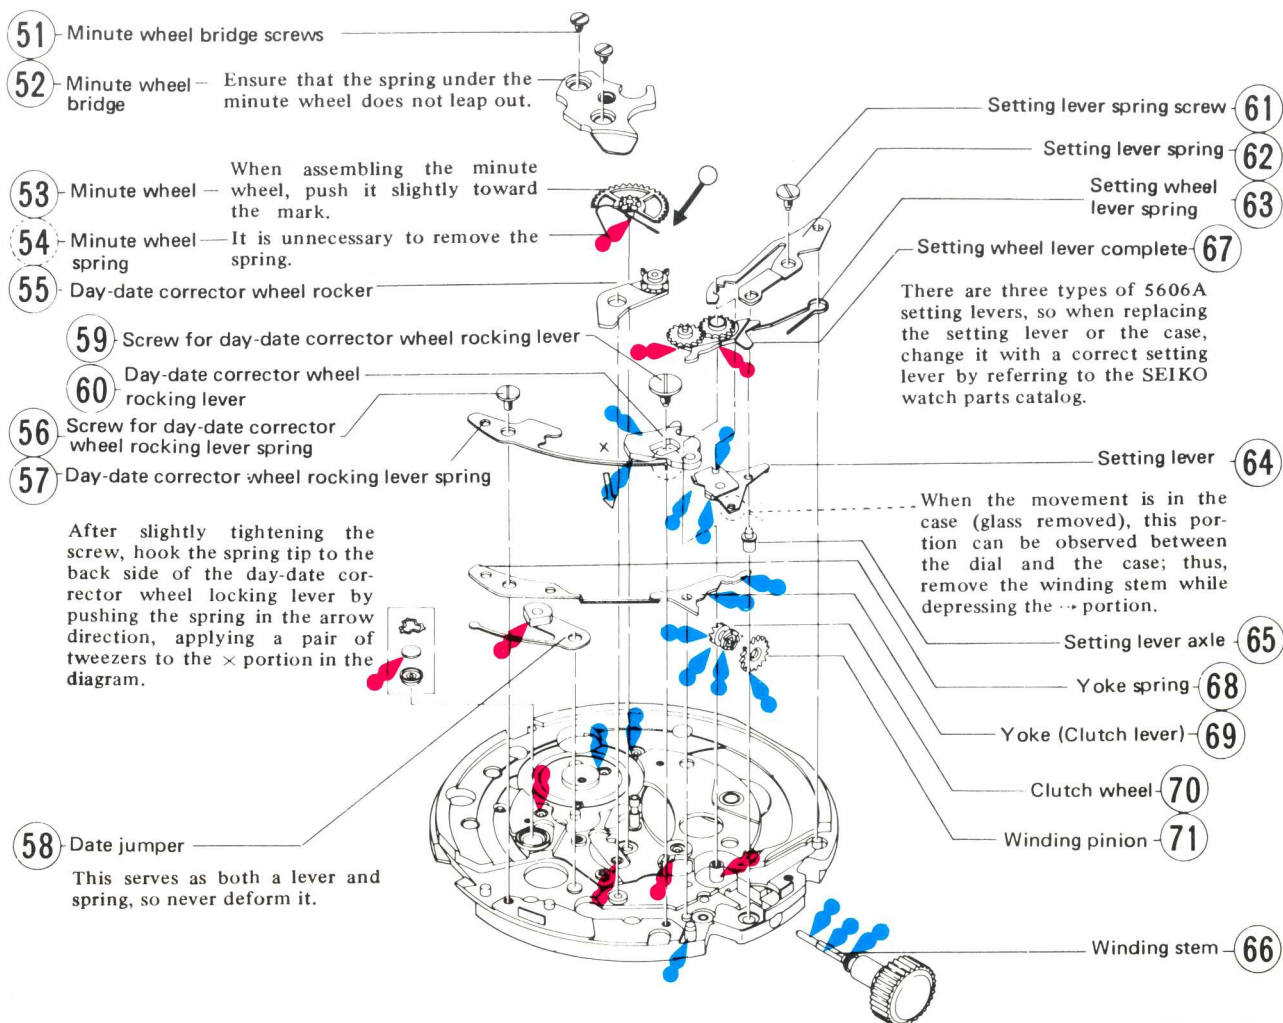 51 Minute wheel bridge screws
52 Minute wheel
bridge
Ensure that the spring under the
minute wheel does not leap out.
53 Minute wheel
When assembling the minute
wheel, push it slightly toward
the mark.
54 Minute wheel
spring
It is unnecessary to remove the
spring.
55 Day-date corrector wheel rocker
59 Screw for day-date corrector wheel rocking lever
60 Day-date corrector wheel
rocking lever
56 Screw for day-date corrector
wheel rocking lever spring
57 Day-date corrector wheel rocking lever spring
After slightly tightening the
screw, hook the spring tip to the
back side of the day-date cor-
rector wheel locking lever by
pushing the spring in the arrow
direction, applying a pair of
tweezers to the × portion in the
diagram.
×
58 Date jumper
This serves as both a lever and
spring, so never deform it.
Setting lever spring screw 61
Setting lever spring 62
Setting wheel
lever spring 63
Setting wheel lever complete 67
There are three types of 5606A
setting levers, so when replacing
the setting lever or the case,
change it with a correct setting
lever by referring to the SEIKO
watch parts catalog.
Setting lever 64
When the movement is in the
case (glass removed), this por-
tion can be observed between
the dial and the case; thus,
remove the winding stem while
depressing the ⇢ portion.
Setting lever axle 65
Yoke spring 68
Yoke (Clutch lever) 69
Clutch wheel 70
Winding pinion 71
Winding stem 66